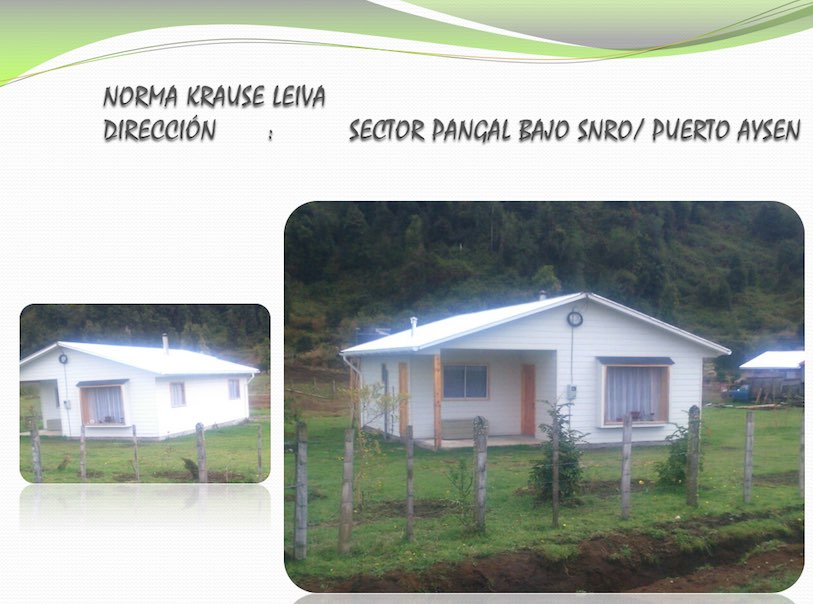 NORMA KRAUSE LEIVA
DIRECCIÓN : SECTOR PANGAL BAJO SNRO/ PUERTO AYSEN